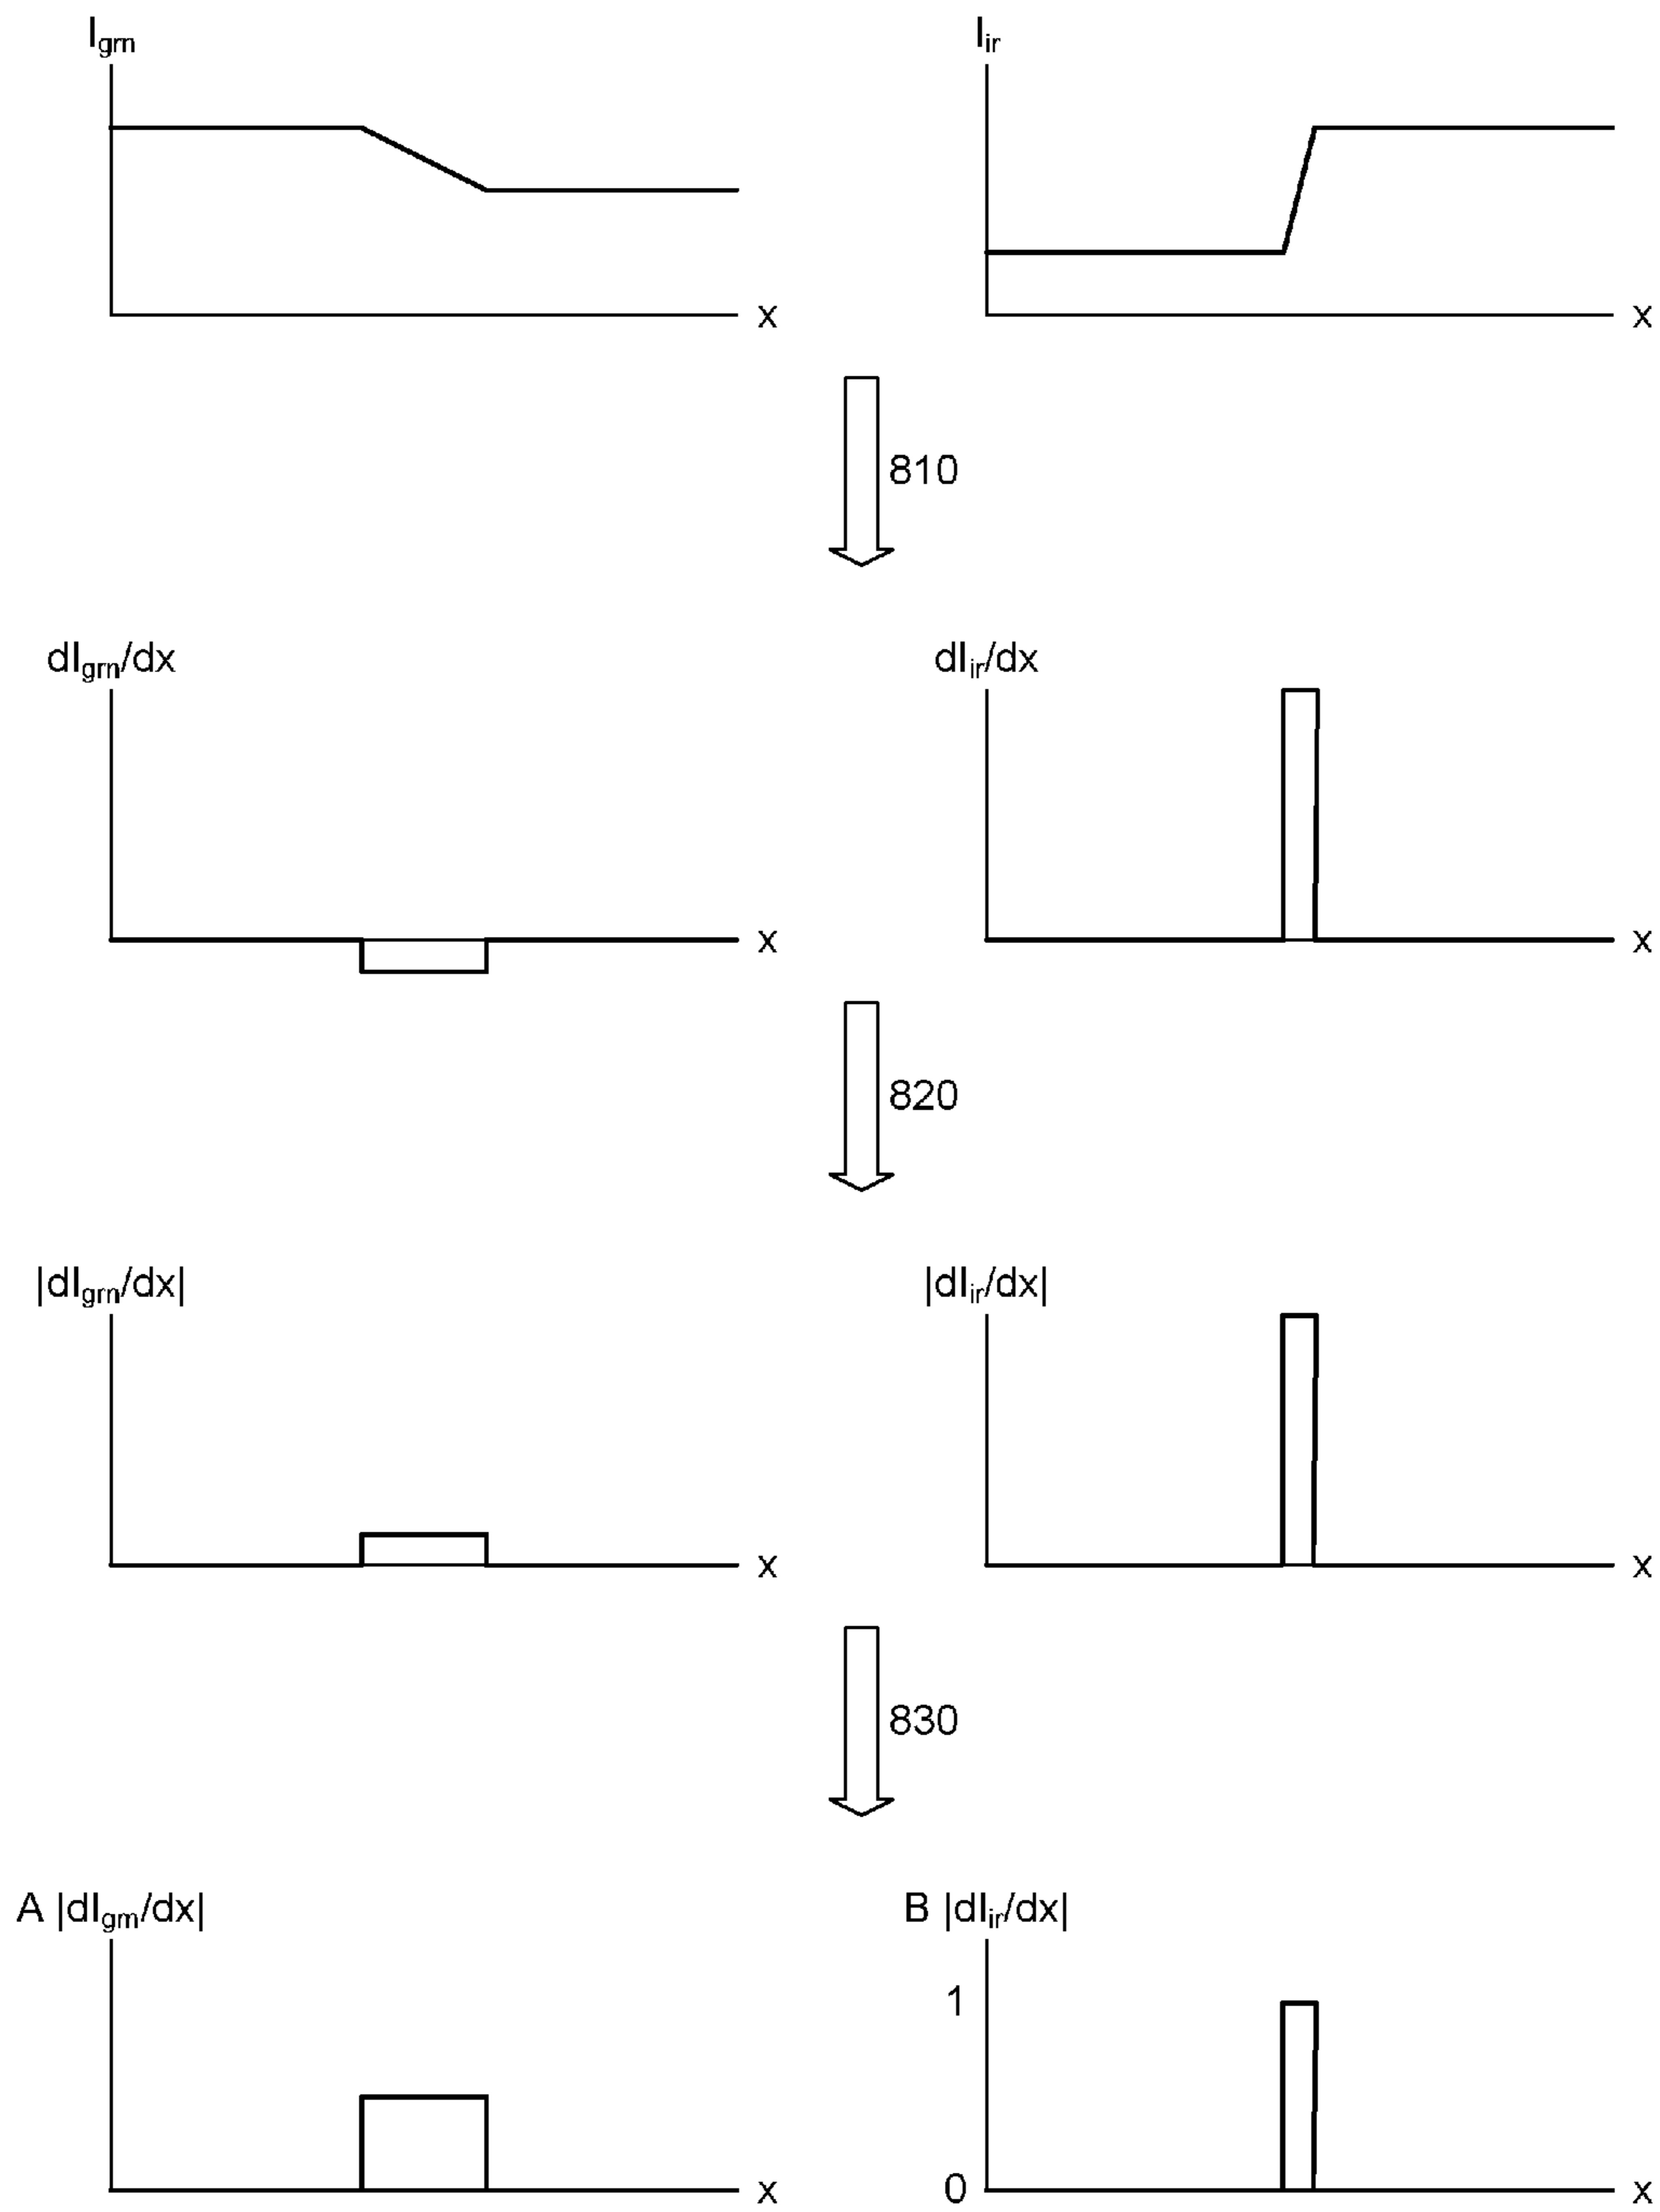 Igrn Iir
x x
810
dIgrn/dx dIir/dx
x x
820
|dIgrn/dx| |dIir/dx|
x x
830
A |dIgrn/dx| B |dIir/dx|
1
0
x x